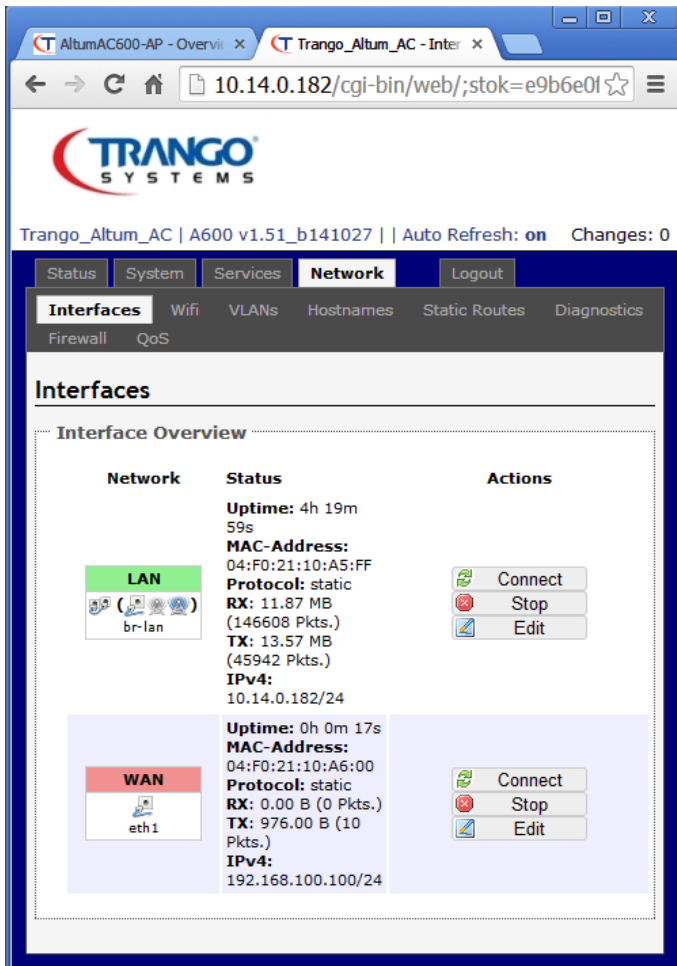 AltumAC600-AP - Overvi
Trango_Altum_AC - Inter
10.14.0.182/cgi-bin/web/;stok=e9b6e0f
TRANGO®
SYSTEMS
Trango_Altum_AC | A600 v1.51_b141027 | | Auto Refresh: on Changes: 0
Status System Services Network Logout
Interfaces Wifi VLANs Hostnames Static Routes Diagnostics
Firewall QoS
Interfaces
Interface Overview
Network Status Actions
Uptime: 4h 19m
59s
MAC-Address:
04:F0:21:10:A5:FF
Protocol: static
RX: 11.87 MB
(146608 Pkts.)
TX: 13.57 MB
(45942 Pkts.)
IPv4:
10.14.0.182/24
LAN
( )
br-lan
Connect
Stop
Edit
Uptime: 0h 0m 17s
MAC-Address:
04:F0:21:10:A6:00
Protocol: static
RX: 0.00 B (0 Pkts.)
TX: 976.00 B (10
Pkts.)
IPv4:
192.168.100.100/24
WAN
eth1
Connect
Stop
Edit